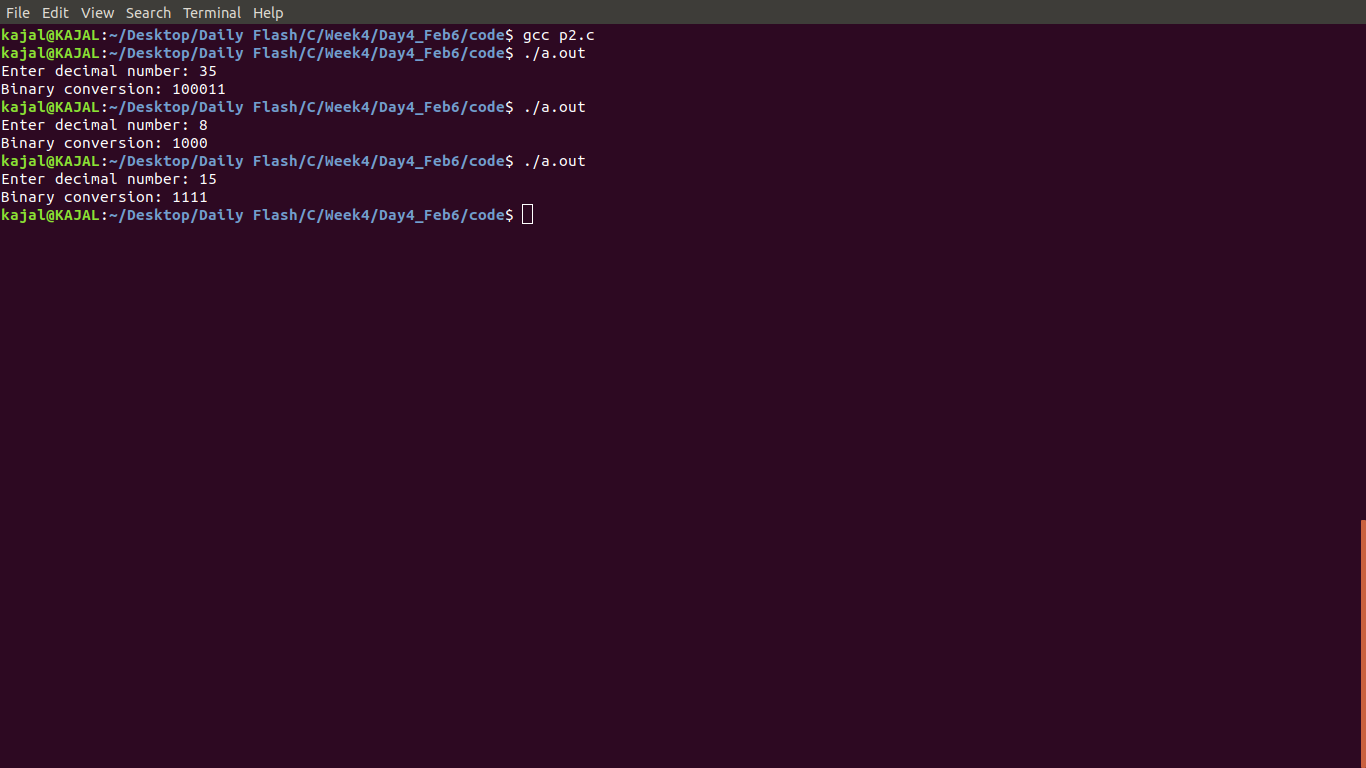 File Edit View Search Terminal Help
kajal@KAJAL:~/Desktop/Daily Flash/C/Week4/Day4_Feb6/code$ gcc p2.c
kajal@KAJAL:~/Desktop/Daily Flash/C/Week4/Day4_Feb6/code$ ./a.out
Enter decimal number: 35
Binary conversion: 100011
kajal@KAJAL:~/Desktop/Daily Flash/C/Week4/Day4_Feb6/code$ ./a.out
Enter decimal number: 8
Binary conversion: 1000
kajal@KAJAL:~/Desktop/Daily Flash/C/Week4/Day4_Feb6/code$ ./a.out
Enter decimal number: 15
Binary conversion: 1111
kajal@KAJAL:~/Desktop/Daily Flash/C/Week4/Day4_Feb6/code$